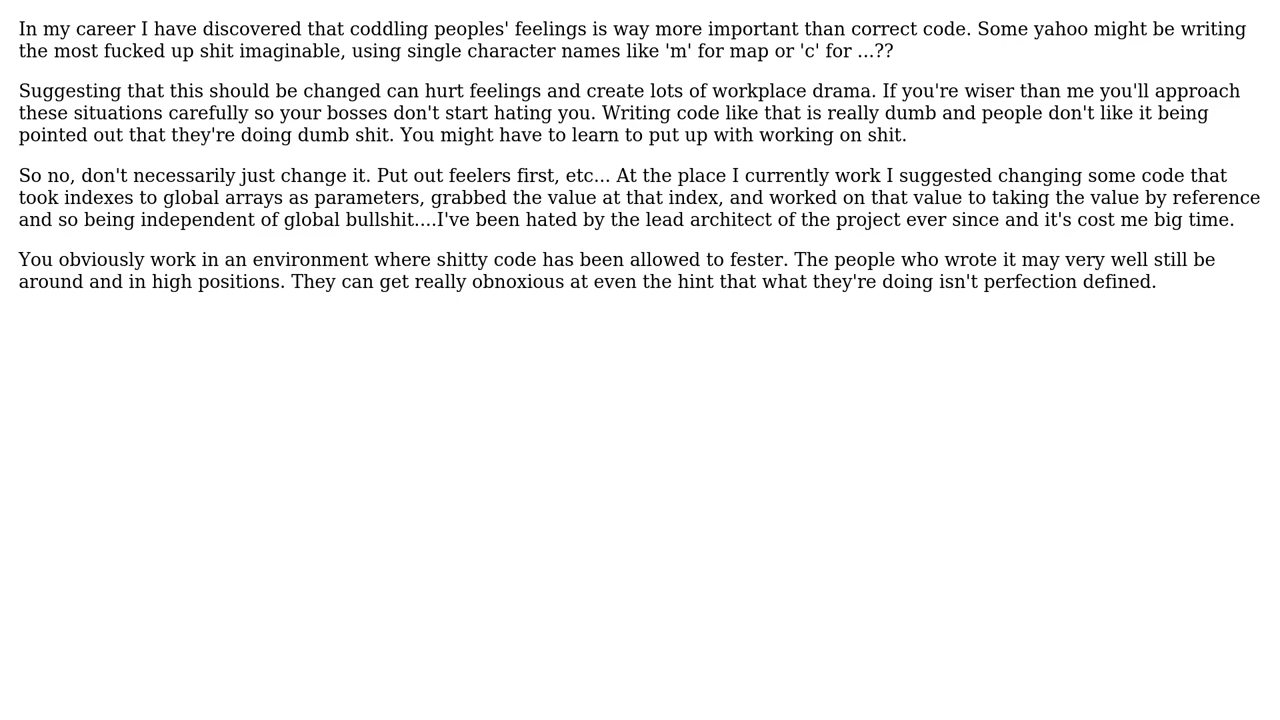 In my career I have discovered that coddling peoples' feelings is way more important than correct code. Some yahoo might be writing
the most fucked up shit imaginable, using single character names like 'm' for map or 'c' for ...??
Suggesting that this should be changed can hurt feelings and create lots of workplace drama. If you're wiser than me you'll approach
these situations carefully so your bosses don't start hating you. Writing code like that is really dumb and people don't like it being
pointed out that they're doing dumb shit. You might have to learn to put up with working on shit.
So no, don't necessarily just change it. Put out feelers first, etc... At the place I currently work I suggested changing some code that
took indexes to global arrays as parameters, grabbed the value at that index, and worked on that value to taking the value by reference
and so being independent of global bullshit....I've been hated by the lead architect of the project ever since and it's cost me big time.
You obviously work in an environment where shitty code has been allowed to fester. The people who wrote it may very well still be
around and in high positions. They can get really obnoxious at even the hint that what they're doing isn't perfection defined.